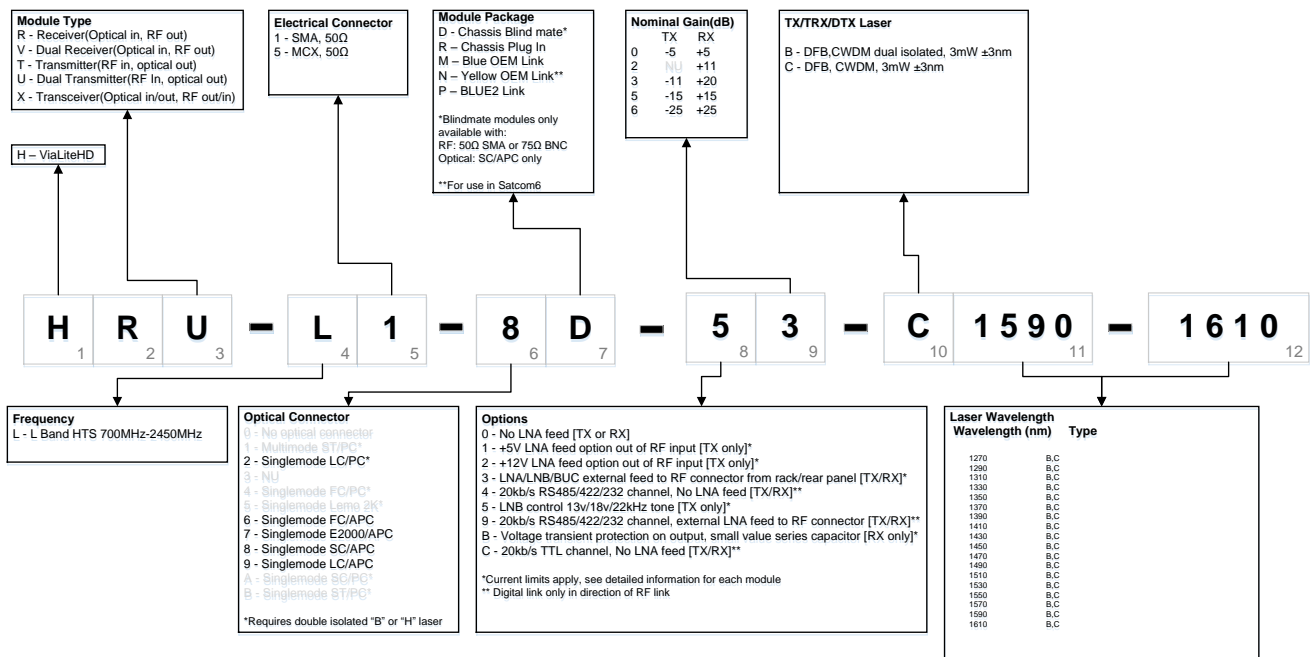 Module Type
R - Receiver(Optical in, RF out)
V - Dual Receiver(Optical in, RF out)
T - Transmitter(RF in, optical out)
U - Dual Transmitter(RF In, optical out)
X - Transceiver(Optical in/out, RF out/in)
H – ViaLiteHD
Electrical Connector
1 - SMA, 50Ω
5 - MCX, 50Ω
Module Package
D - Chassis Blind mate*
R – Chassis Plug In
M – Blue OEM Link
N – Yellow OEM Link**
P – BLUE2 Link
*Blindmate modules only
available with:
RF: 50Ω SMA or 75Ω BNC
Optical: SC/APC only
**For use in Satcom6
Nominal Gain(dB)
TX RX
0 -5 +5
2 NU +11
3 -11 +20
5 -15 +15
6 -25 +25
TX/TRX/DTX Laser
B - DFB,CWDM dual isolated, 3mW ±3nm
C - DFB, CWDM, 3mW ±3nm
H R U – L 1 – 8 D – 5 3 – C 1590 – 1610
1 2 3 4 5 6 7 8 9 10 11 12
Frequency
L - L Band HTS 700MHz-2450MHz
Optical Connector
0 - No optical connector
1 - Multimode ST/PC*
2 - Singlemode LC/PC*
3 - NU
4 - Singlemode FC/PC*
5 - Singlemode Lemo 2K*
6 - Singlemode FC/APC
7 - Singlemode E2000/APC
8 - Singlemode SC/APC
9 - Singlemode LC/APC
A - Singlemode SC/PC*
B - Singlemode ST/PC*
*Requires double isolated “B” or “H” laser
Options
0 - No LNA feed [TX or RX]
1 - +5V LNA feed option out of RF input [TX only]*
2 - +12V LNA feed option out of RF input [TX only]*
3 - LNA/LNB/BUC external feed to RF connector from rack/rear panel [TX/RX]*
4 - 20kb/s RS485/422/232 channel, No LNA feed [TX/RX]**
5 - LNB control 13v/18v/22kHz tone [TX only]*
9 - 20kb/s RS485/422/232 channel, external LNA feed to RF connector [TX/RX]**
B - Voltage transient protection on output, small value series capacitor [RX only]*
C - 20kb/s TTL channel, No LNA feed [TX/RX]**
*Current limits apply, see detailed information for each module
** Digital link only in direction of RF link
Laser Wavelength
Wavelength (nm) Type
1270 B,C
1290 B,C
1310 B,C
1330 B,C
1350 B,C
1370 B,C
1390 B,C
1410 B,C
1430 B,C
1450 B,C
1470 B,C
1490 B,C
1510 B,C
1530 B,C
1550 B,C
1570 B,C
1590 B,C
1610 B,C